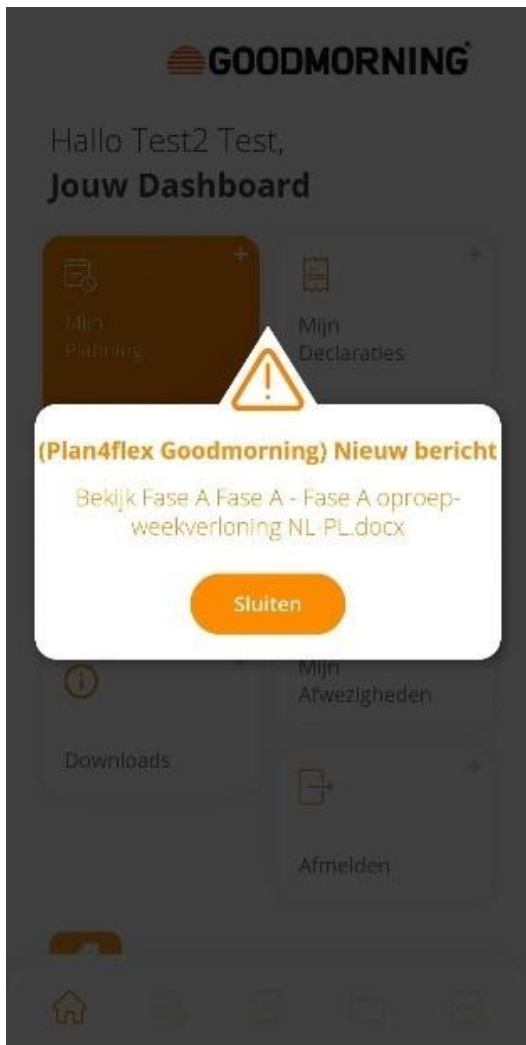 GOODMORNING
Hallo Test2 Test,
Jouw Dashboard
Mijn
Planning
Mijn
Declaraties
(Plan4flex Goodmorning) Nieuw bericht
Bekijk Fase A Fase A - Fase A oproep-
weekverloning NL-PL.docx
Sluiten
Mijn
Afwezigheden
Downloads
Afmelden